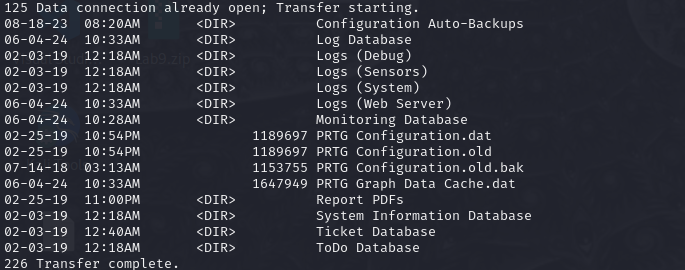 125 Data connection already open; Transfer starting.
08-18-23  08:20AM       <DIR>          Configuration Auto-Backups
06-04-24  10:33AM       <DIR>          Log Database
02-03-19  12:18AM       <DIR>          Logs (Debug)
02-03-19  12:18AM       <DIR>          Logs (Sensors)
02-03-19  12:18AM       <DIR>          Logs (System)
06-04-24  10:33AM       <DIR>          Logs (Web Server)
06-04-24  10:28AM       <DIR>          Monitoring Database
02-25-19  10:54PM              1189697 PRTG Configuration.dat
02-25-19  10:54PM              1189697 PRTG Configuration.old
07-14-18  03:13AM              1153755 PRTG Configuration.old.bak
06-04-24  10:33AM              1647949 PRTG Graph Data Cache.dat
02-25-19  11:00PM       <DIR>          Report PDFs
02-03-19  12:18AM       <DIR>          System Information Database
02-03-19  12:40AM       <DIR>          Ticket Database
02-03-19  12:18AM       <DIR>          ToDo Database
226 Transfer complete.